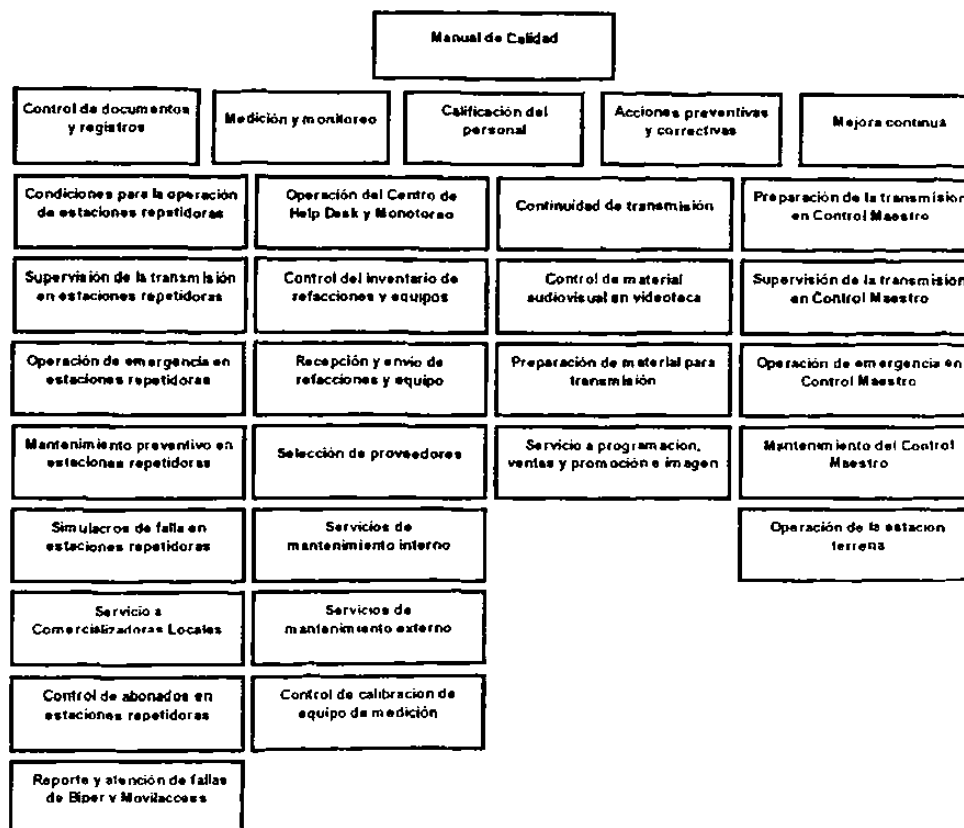 Manual de Calidad
Control de documentos
y registros
Medición y monitoreo
Calificación del
personal
Acciones preventivas
y correctivas
Mejora continua
Condiciones para la operación
de estaciones repetidoras
Operación del Centro de
Help Desk y Monotoreo
Continuidad de transmisión
Preparación de la transmisión
en Control Maestro
Supervisión de la transmisión
en estaciones repetidoras
Control del inventario de
refacciones y equipos
Control de material
audiovisual en videoteca
Supervisión de la transmisión
en Control Maestro
Operación de emergencia en
estaciones repetidoras
Recepción y envio de
refacciones y equipo
Preparación de material para
transmisión
Operación de emergencia en
Control Maestro
Mantenimiento preventivo en
estaciones repetidoras
Selección de proveedores
Servicio a programacion,
ventas y promoción e imagen
Mantenimiento del Control
Maestro
Simulacros de falla en
estaciones repetidoras
Servicios de
mantenimiento interno
Operación de la estacion
terrena
Servicio a
Comercializadoras Locales
Servicios de
mantenimiento externo
Control de abonados en
estaciones repetidoras
Control de calibracion de
equipo de medición
Reporte y atención de fallas
de Biper y Movilaccess